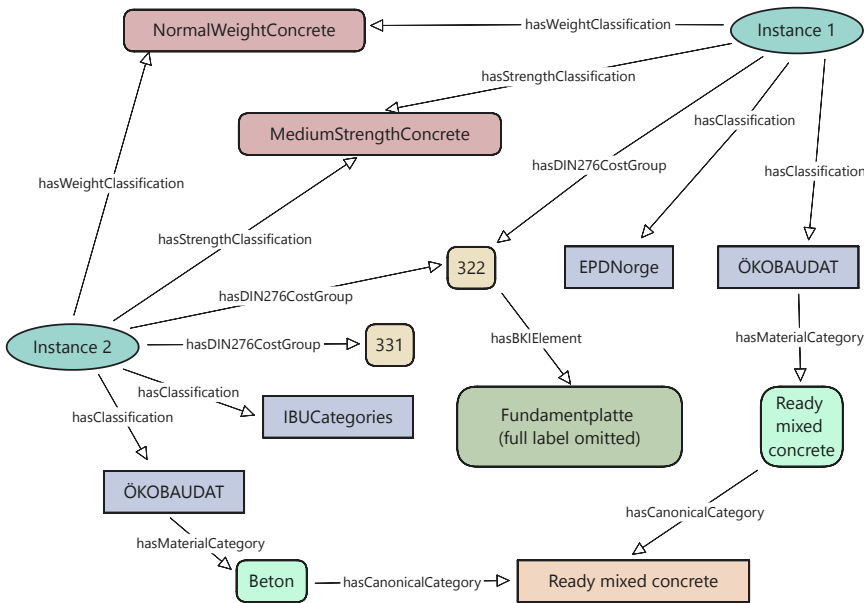 NormalWeightConcrete
hasWeightClassification
Instance 1
hasStrengthClassification
MediumStrengthConcrete
hasClassification
hasDIN276CostGroup
hasClassification
hasWeightClassification
hasStrengthClassification
322
EPDNorge
ÖKOBAUDAT
hasDIN276CostGroup
hasBKIElement
hasMaterialCategory
Instance 2
hasDIN276CostGroup
331
hasClassification
hasClassification
IBUCategories
Fundamentplatte
(full label omitted)
Ready
mixed
concrete
ÖKOBAUDAT
hasCanonicalCategory
hasMaterialCategory
Beton
hasCanonicalCategory
Ready mixed concrete